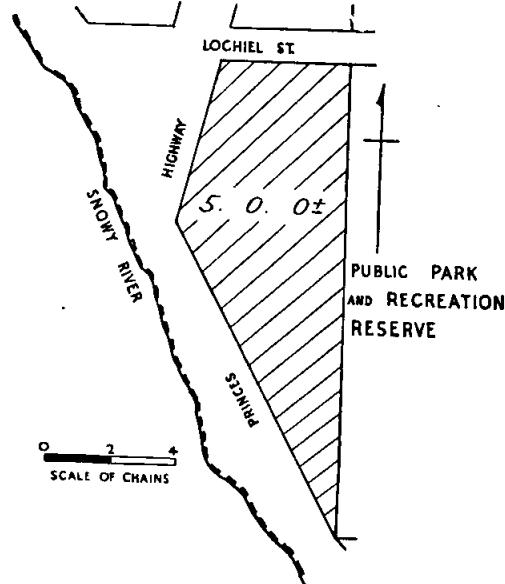 LOCHIEL ST.
HIGHWAY
5. 0. 0±
SNOWY RIVER
PUBLIC PARK
AND RECREATION
RESERVE
PRINCES
0 2 4
SCALE OF CHAINS